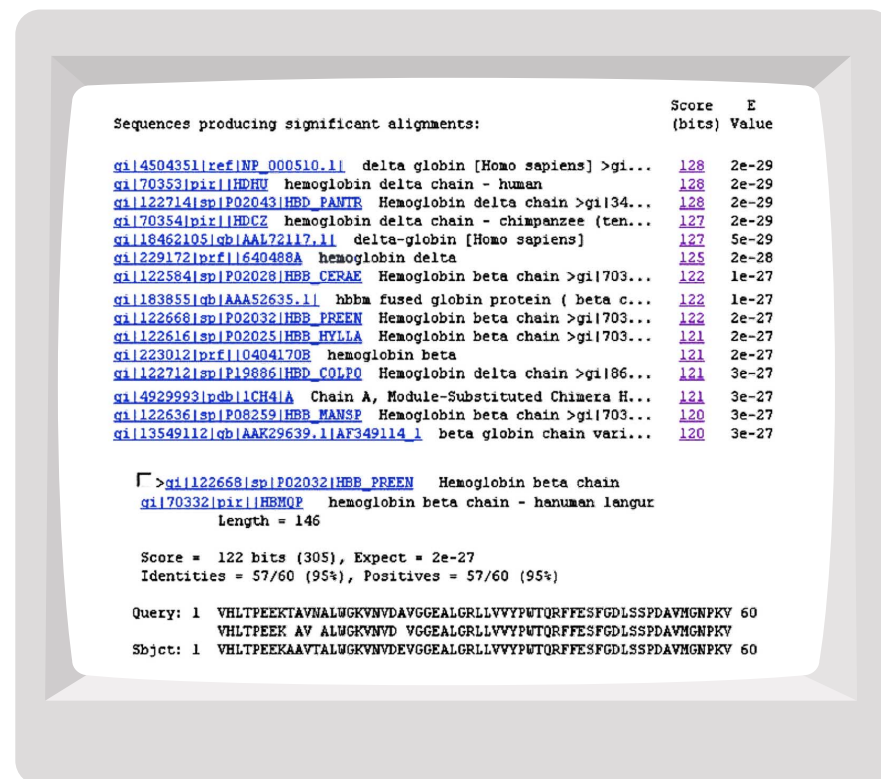 Score E
Sequences producing significant alignments: (bits) Value
gi|4504351|ref|NP_000510.1| delta globin [Homo sapiens] >gi... 128 2e-29
gi|70353|pir||HDHU hemoglobin delta chain - human 128 2e-29
gi|122714|sp|P02043|HBD_PANTR Hemoglobin delta chain >gi|34... 128 2e-29
gi|70354|pir||HDCZ hemoglobin delta chain - chimpanzee (ten... 127 2e-29
gi|18462105|gb|AAL72117.1| delta-globin [Homo sapiens] 127 5e-29
gi|229172|prf||640488A hemoglobin delta 125 2e-28
gi|122584|sp|P02028|HBB_CERAE Hemoglobin beta chain >gi|703... 122 1e-27
gi|183855|gb|AAA52635.1| hbbm fused globin protein ( beta c... 122 1e-27
gi|122668|sp|P02032|HBB_PREEN Hemoglobin beta chain >gi|703... 122 2e-27
gi|122616|sp|P02025|HBB_HYLLA Hemoglobin beta chain >gi|703... 121 2e-27
gi|223012|prf||0404170B hemoglobin beta 121 2e-27
gi|122712|sp|P19886|HBD_COLPO Hemoglobin delta chain >gi|86... 121 3e-27
gi|4929993|pdb|1CH4|A Chain A, Module-Substituted Chimera H... 121 3e-27
gi|122636|sp|P08259|HBB_MANSP Hemoglobin beta chain >gi|703... 120 3e-27
gi|13549112|gb|AAK29639.1|AF349114_1 beta globin chain vari... 120 3e-27
>gi|122668|sp|P02032|HBB_PREEN Hemoglobin beta chain
gi|70332|pir||HBMQP hemoglobin beta chain - hanuman langur
Length = 146
Score = 122 bits (305), Expect = 2e-27
Identities = 57/60 (95%), Positives = 57/60 (95%)
Query: 1 VHLTPEEKTAVNALWGKVNVDAVGGEALGRLLVVYPWTQRFFESFGDLSSPDAVMGNPKV 60
VHLTPEEK AV ALWGKVNVD VGGEALGRLLVVYPWTQRFFESFGDLSSPDAVMGNPKV
Sbjct: 1 VHLTPEEKAAVTALWGKVNVDEVGGEALGRLLVVYPWTQRFFESFGDLSSPDAVMGNPKV 60